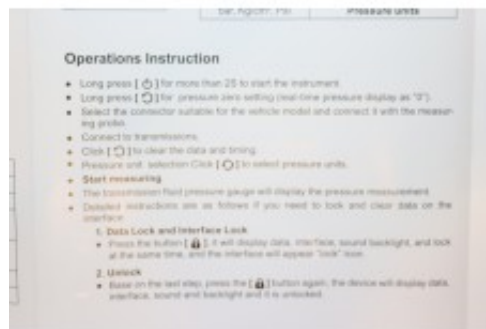 bar, Kg/cm², Psi Pressure units
Operations Instruction
Long press [ ] for more than 2S to start the instrument.
Long press [ ] for pressure zero setting (real-time pressure display as "0").
Select the connector suitable for the vehicle model and connect it with the measur-
ing probe.
Connect to transmissions.
Click [ ] to clear the data and timing.
Pressure unit selection Click [ ] to select pressure units.
Start measuring
The transmission fluid pressure gauge will display the pressure measurement
Detailed instructions are as follows if you need to lock and clear data on the
interface
1. Data Lock and Interface Lock
Press the button [ ], it will display data, interface, sound backlight, and lock
at the same time, and the interface will appear "lock" icon.
2. Unlock
Base on the last step, press the [ ] button again, the device will display data,
interface, sound and backlight and it is unlocked.